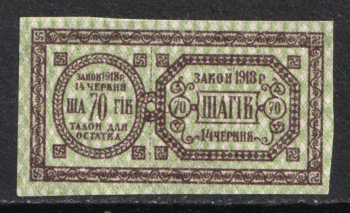 ЗАКОН 1918 Р
14 ЧЕРВНЯ
ША 70 ГІВ
ТАЛОН ДЛЯ
ОСТАТКА
ЗАКОН 1918 Р
70 ШАГІВ 70
14 ЧЕРВНЯ